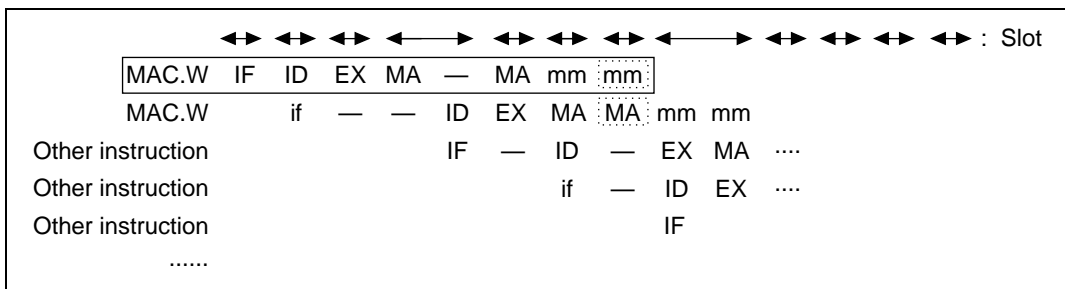 : Slot
MAC.W IF ID EX MA — MA mm mm
MAC.W if — — ID EX MA MA mm mm
Other instruction IF — ID — EX MA ····
Other instruction if — ID EX ····
Other instruction IF
......